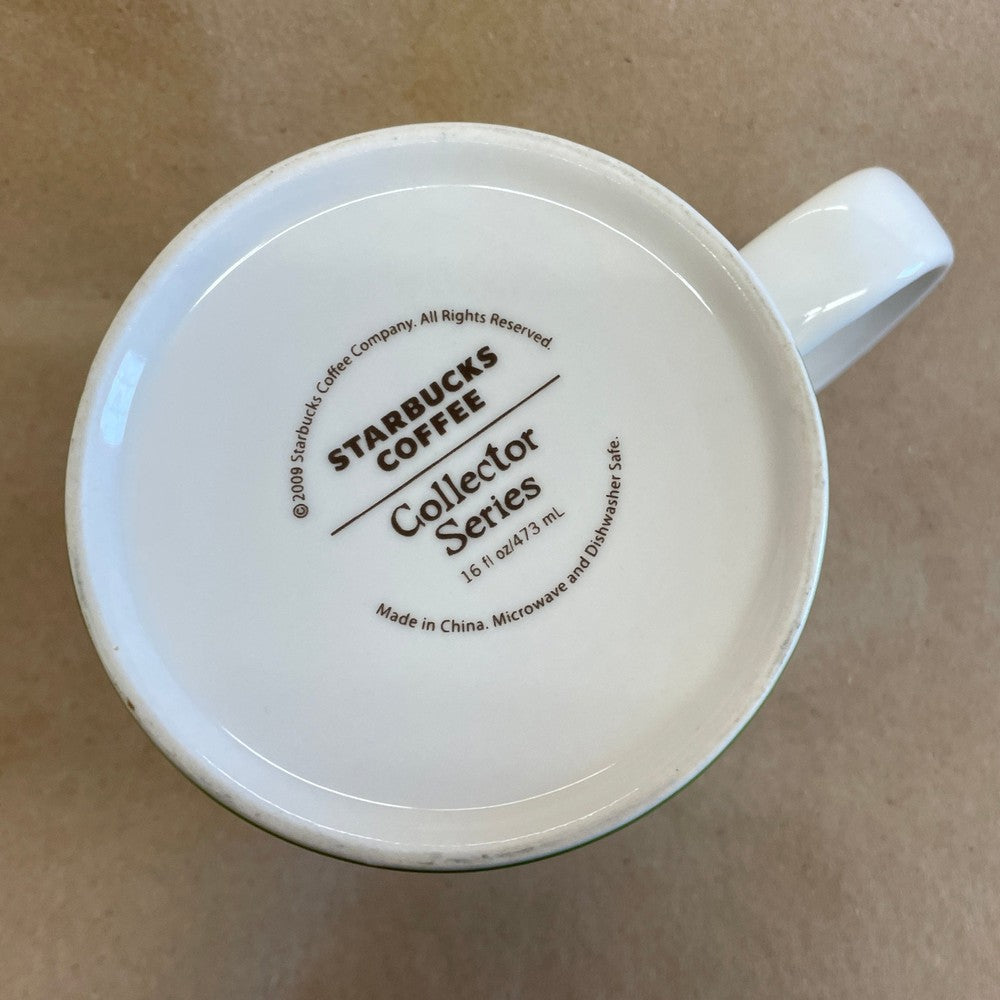 ©2009 Starbucks Coffee Company. All Rights Reserved.
STARBUCKS
COFFEE
Collector
Series
16 fl oz/473 mL
Made in China. Microwave and Dishwasher Safe.